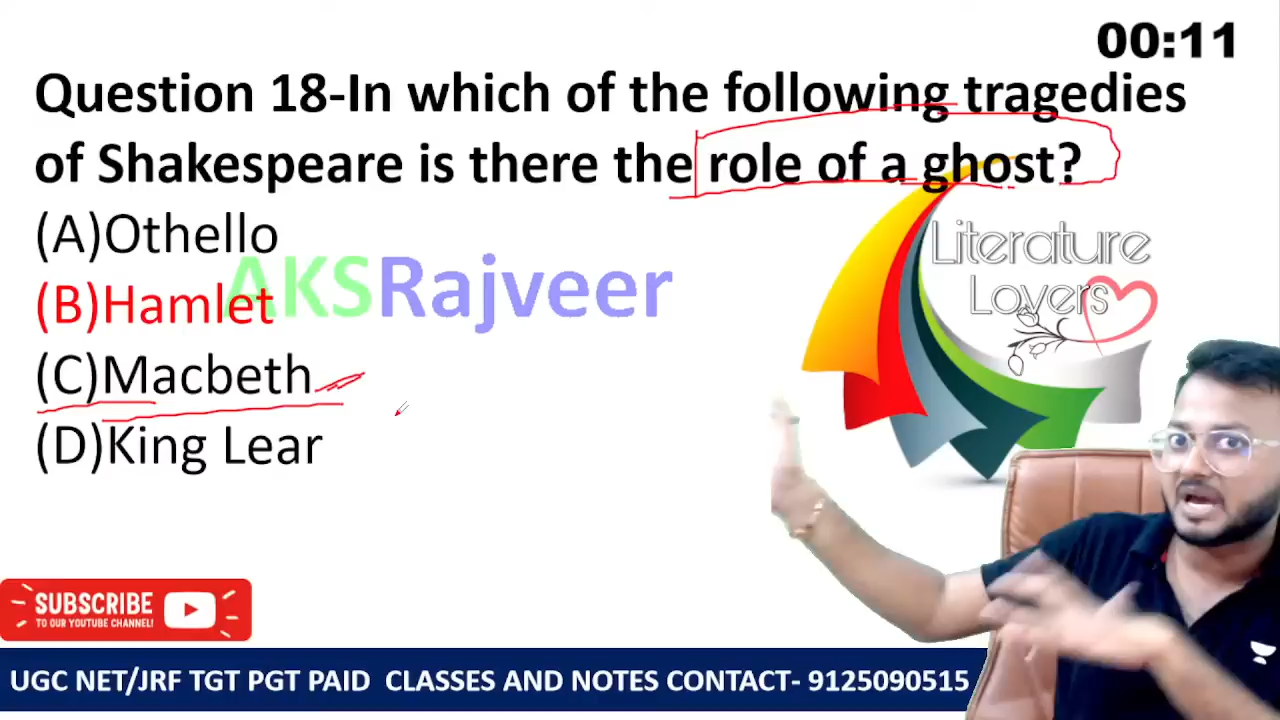 00:11
Question 18-In which of the following tragedies
of Shakespeare is there the role of a ghost?
(A)Othello
(B)Hamlet
AKSRajveer
Literature
Lovers
(C)Macbeth
(D)King Lear
SUBSCRIBE
TO OUR YOUTUBE CHANNEL!
UGC NET/JRF TGT PGT PAID CLASSES AND NOTES CONTACT- 9125090515